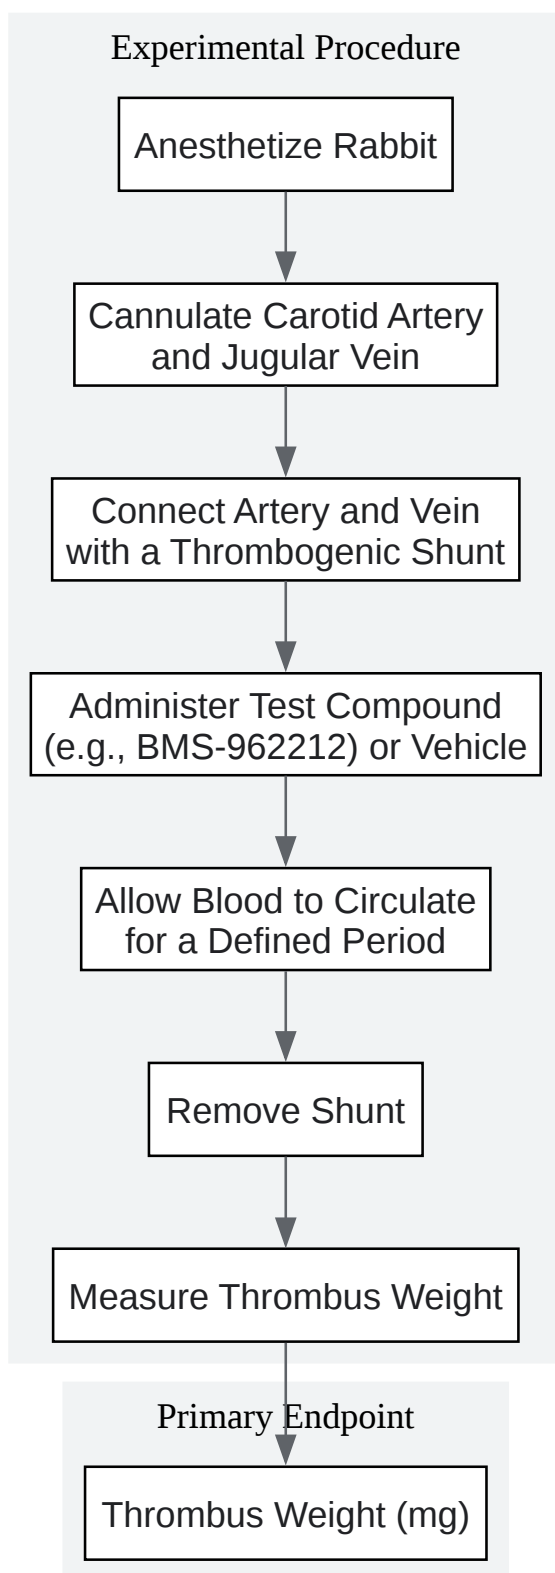 Experimental Procedure
Anesthetize Rabbit
Cannulate Carotid Artery
and Jugular Vein
Connect Artery and Vein
with a Thrombogenic Shunt
Administer Test Compound
(e.g., BMS-962212) or Vehicle
Allow Blood to Circulate
for a Defined Period
Remove Shunt
Measure Thrombus Weight
Primary Endpoint
Thrombus Weight (mg)